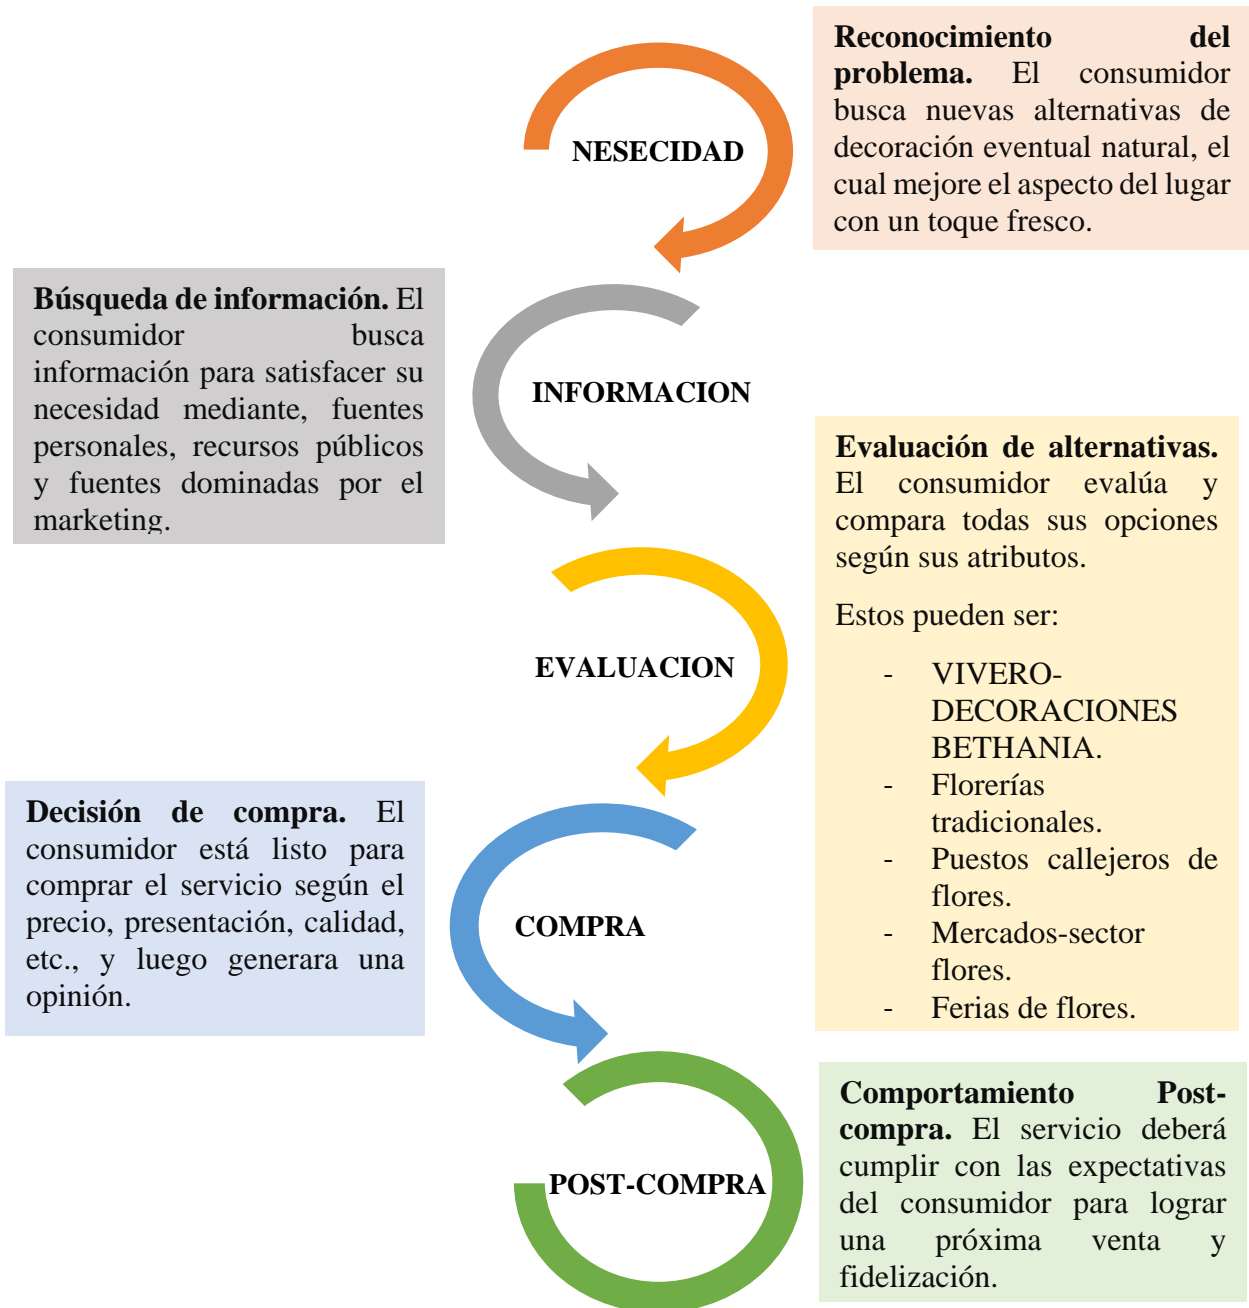 NESECIDAD
Reconocimiento del
problema. El consumidor
busca nuevas alternativas de
decoración eventual natural, el
cual mejore el aspecto del lugar
con un toque fresco.
Búsqueda de información. El
consumidor busca
información para satisfacer su
necesidad mediante, fuentes
personales, recursos públicos
y fuentes dominadas por el
marketing.
INFORMACION
Evaluación de alternativas.
El consumidor evalúa y
compara todas sus opciones
según sus atributos.
Estos pueden ser:
- VIVERO-
DECORACIONES
BETHANIA.
- Florerías
tradicionales.
- Puestos callejeros de
flores.
- Mercados-sector
flores.
- Ferias de flores.
EVALUACION
Decisión de compra. El
consumidor está listo para
comprar el servicio según el
precio, presentación, calidad,
etc., y luego generara una
opinión.
COMPRA
POST-COMPRA
Comportamiento Post-
compra. El servicio deberá
cumplir con las expectativas
del consumidor para lograr
una próxima venta y
fidelización.